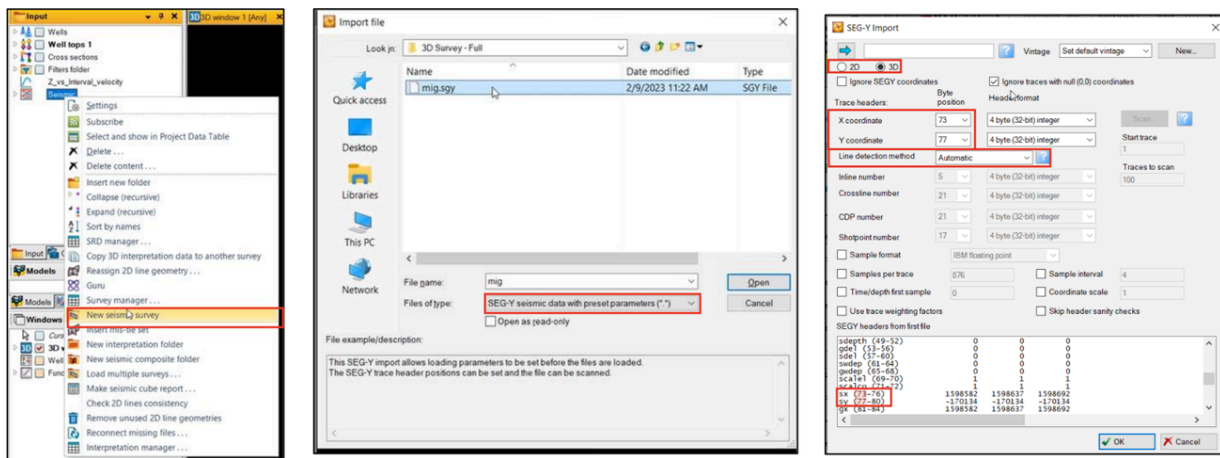 Input
3D window 1 [Any]
Wells
Well tops 1
Cross sections
Filters folder
Z_vs_Interval_velocity
Seismic
Settings
Subscribe
Select and show in Project Data Table
Delete...
Delete content...
Insert new folder
Collapse (recursive)
Expand (recursive)
Sort by names
SRD manager...
Copy 3D interpretation data to another survey
Reassign 2D line geometry...
Guru
Survey manager...
New seismic survey
Insert mis-tie set
New interpretation folder
New seismic composite folder
Load multiple surveys...
Make seismic cube report...
Check 2D lines consistency
Remove unused 2D line geometries
Reconnect missing files...
Interpretation manager...
Input
Models
Models
Windows
3D
Well
Func
Import file
Look in: 3D Survey - Full
Name Date modified Type
mig.sgy 2/9/2023 11:22 AM SGY File
Quick access
Desktop
Libraries
This PC
Network
File name: mig Open
Files of type: SEG-Y seismic data with preset parameters (*.*) Cancel
Open as read-only
File example/description:
This SEG-Y import allows loading parameters to be set before the files are loaded.
The SEG-Y trace header positions can be set and the file can be scanned.
SEG-Y Import
Vintage Set default vintage New...
2D 3D
Ignore SEGY coordinates Ignore traces with null (0,0) coordinates
Trace headers: Byte position Header format
X coordinate 73 4 byte (32-bit) integer Scan...
Y coordinate 77 4 byte (32-bit) integer Start trace
1
Line detection method Automatic
Traces to scan
Inline number 5 4 byte (32-bit) integer 100
Crossline number 21 4 byte (32-bit) integer
CDP number 21 4 byte (32-bit) integer
Shotpoint number 17 4 byte (32-bit) integer
Sample format IBM floating point
Samples per trace 876 Sample interval 4
Time/depth first sample 0 Coordinate scale 1
Use trace weighting factors Skip header sanity checks
SEGY headers from first file
sdepth (49-52) 0 0 0
gdel (53-56) 0 0 0
sdel (57-60) 0 0 0
swdep (61-64) 0 0 0
gwdep (65-68) 0 0 0
scalel (69-70) 1 1 1
scalco (71-72) 1 1 1
sx (73-76) 1598582 1598637 1598692
sy (77-80) -170134 -170134 -170134
gx (81-84) 1598582 1598637 1598692
OK Cancel